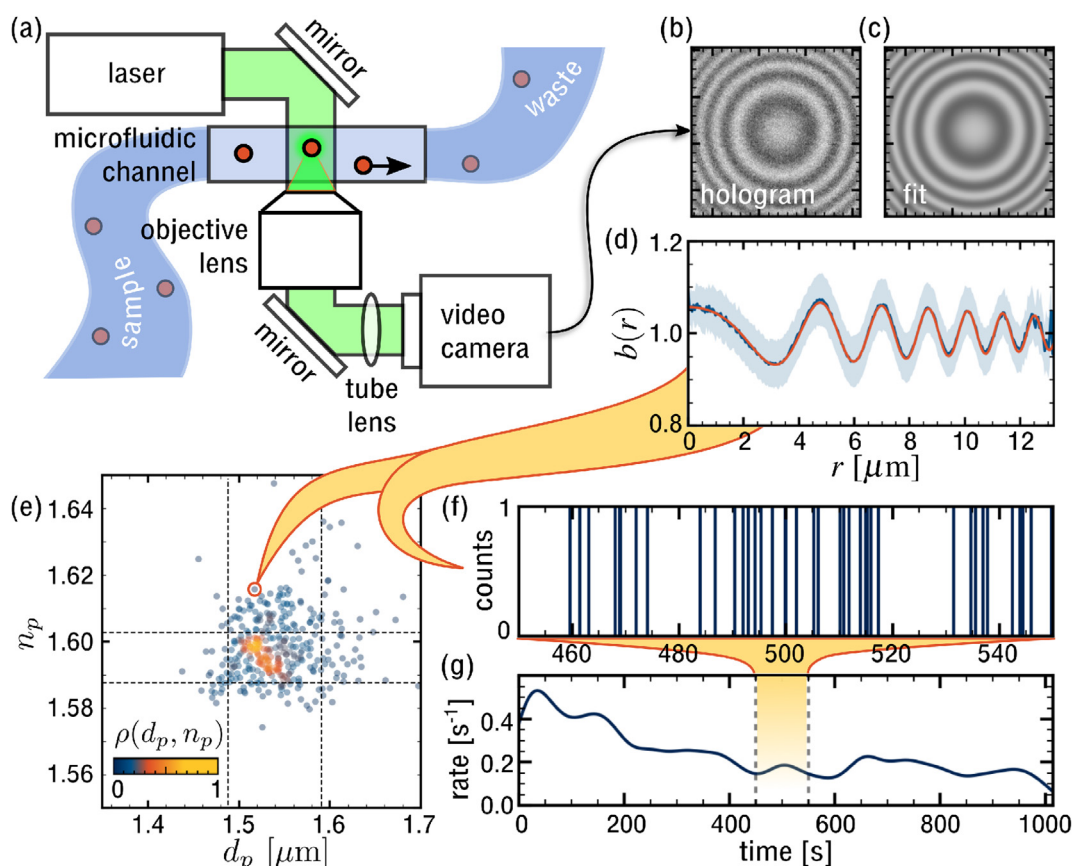 (a)
laser
mirror
waste
microfluidic
channel
objective
lens
sample
mirror
tube
lens
video
camera
(b)
hologram
(c)
fit
(d)
1.2
1.0
0.8
b(r)
0 2 4 6 8 10 12
r [μm]
(e)
1.64
1.62
1.60
1.58
1.56
n_p
ρ(d_p, n_p)
0 1
1.4 1.5 1.6 1.7
d_p [μm]
(f)
1
0
counts
460 480 500 520 540
(g)
0.4
0.2
0.0
rate [s⁻¹]
0 200 400 600 800 1000
time [s]